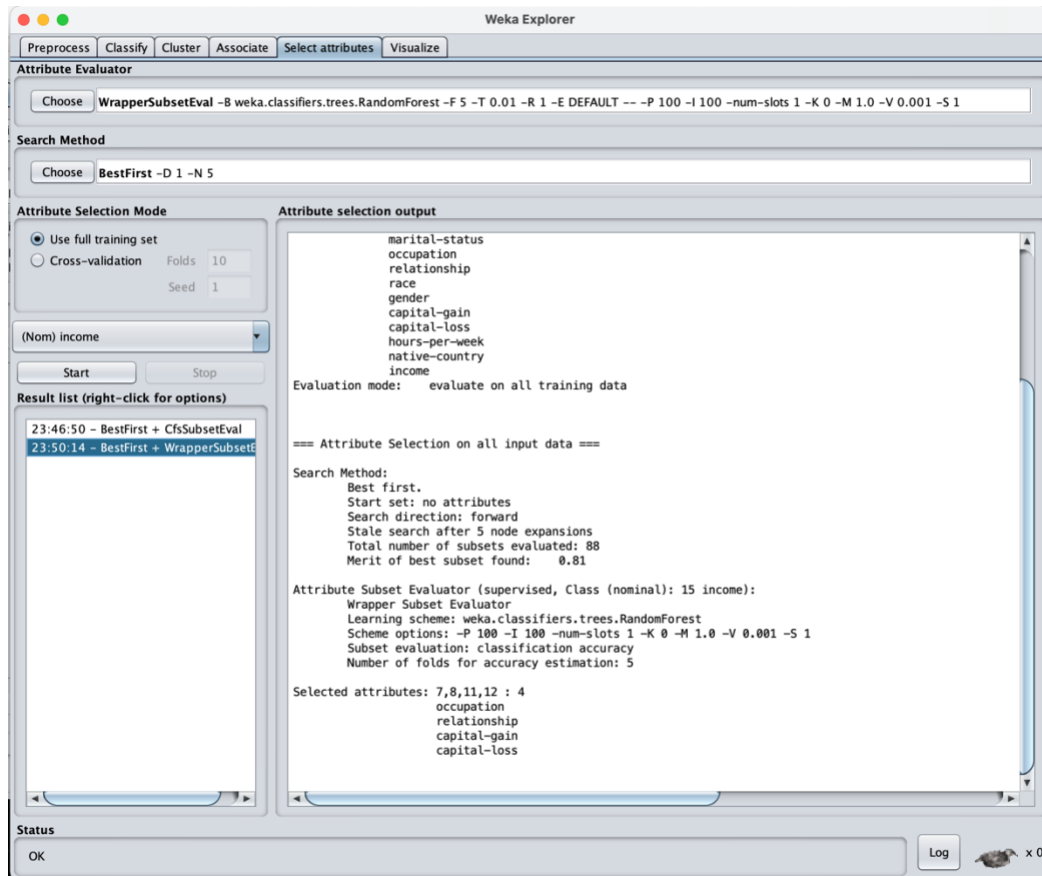 Weka Explorer
Preprocess Classify Cluster Associate Select attributes Visualize
Attribute Evaluator
Choose WrapperSubsetEval -B weka.classifiers.trees.RandomForest -F 5 -T 0.01 -R 1 -E DEFAULT -- -P 100 -I 100 -num-slots 1 -K 0 -M 1.0 -V 0.001 -S 1
Search Method
Choose BestFirst -D 1 -N 5
Attribute Selection Mode
Use full training set
Cross-validation Folds 10
Seed 1
(Nom) income
Start Stop
Result list (right-click for options)
23:46:50 - BestFirst + CfsSubsetEval
23:50:14 - BestFirst + WrapperSubsetE
Attribute selection output
marital-status
occupation
relationship
race
gender
capital-gain
capital-loss
hours-per-week
native-country
income
Evaluation mode: evaluate on all training data
=== Attribute Selection on all input data ===
Search Method:
Best first.
Start set: no attributes
Search direction: forward
Stale search after 5 node expansions
Total number of subsets evaluated: 88
Merit of best subset found: 0.81
Attribute Subset Evaluator (supervised, Class (nominal): 15 income):
Wrapper Subset Evaluator
Learning scheme: weka.classifiers.trees.RandomForest
Scheme options: -P 100 -I 100 -num-slots 1 -K 0 -M 1.0 -V 0.001 -S 1
Subset evaluation: classification accuracy
Number of folds for accuracy estimation: 5
Selected attributes: 7,8,11,12 : 4
occupation
relationship
capital-gain
capital-loss
Status
OK
Log x 0